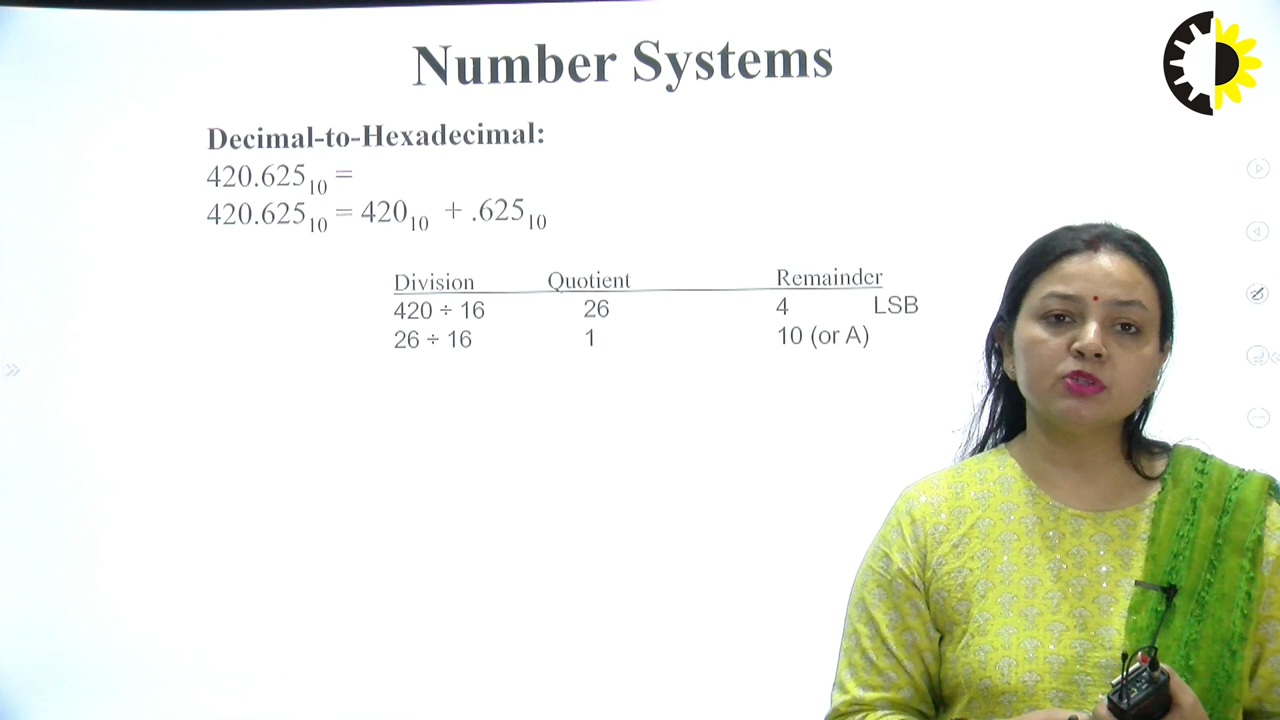 Number Systems
Decimal-to-Hexadecimal:
420.625₁₀ =
420.625₁₀ = 420₁₀ + .625₁₀
Division Quotient Remainder
420 ÷ 16 26 4 LSB
26 ÷ 16 1 10 (or A)